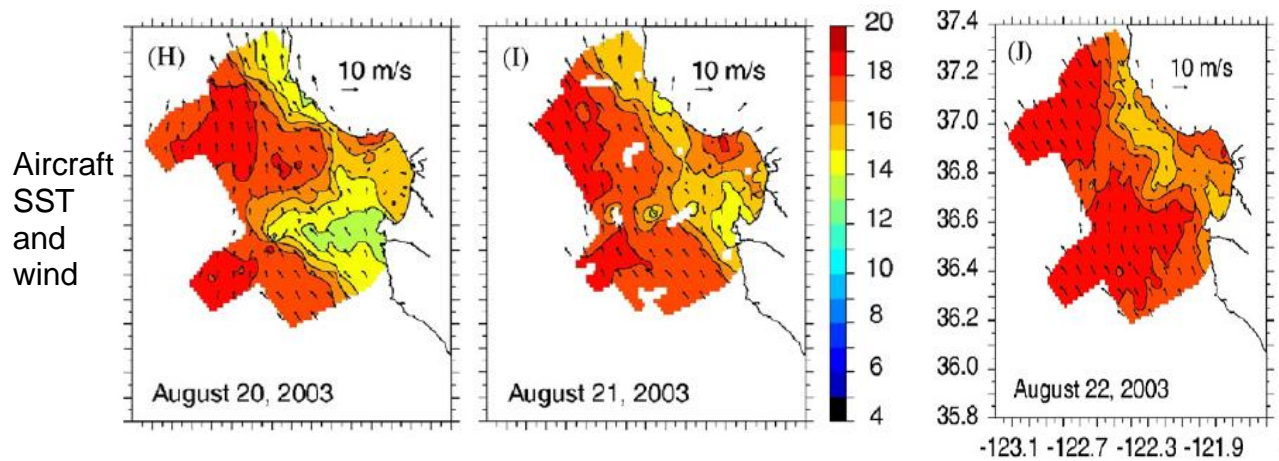 Aircraft
SST
and
wind
(H)
10 m/s
August 20, 2003
(I)
10 m/s
August 21, 2003
20
18
16
14
12
10
8
6
4
37.4
37.2
37.0
36.8
36.6
36.4
36.2
36.0
35.8
(J)
10 m/s
August 22, 2003
-123.1 -122.7 -122.3 -121.9